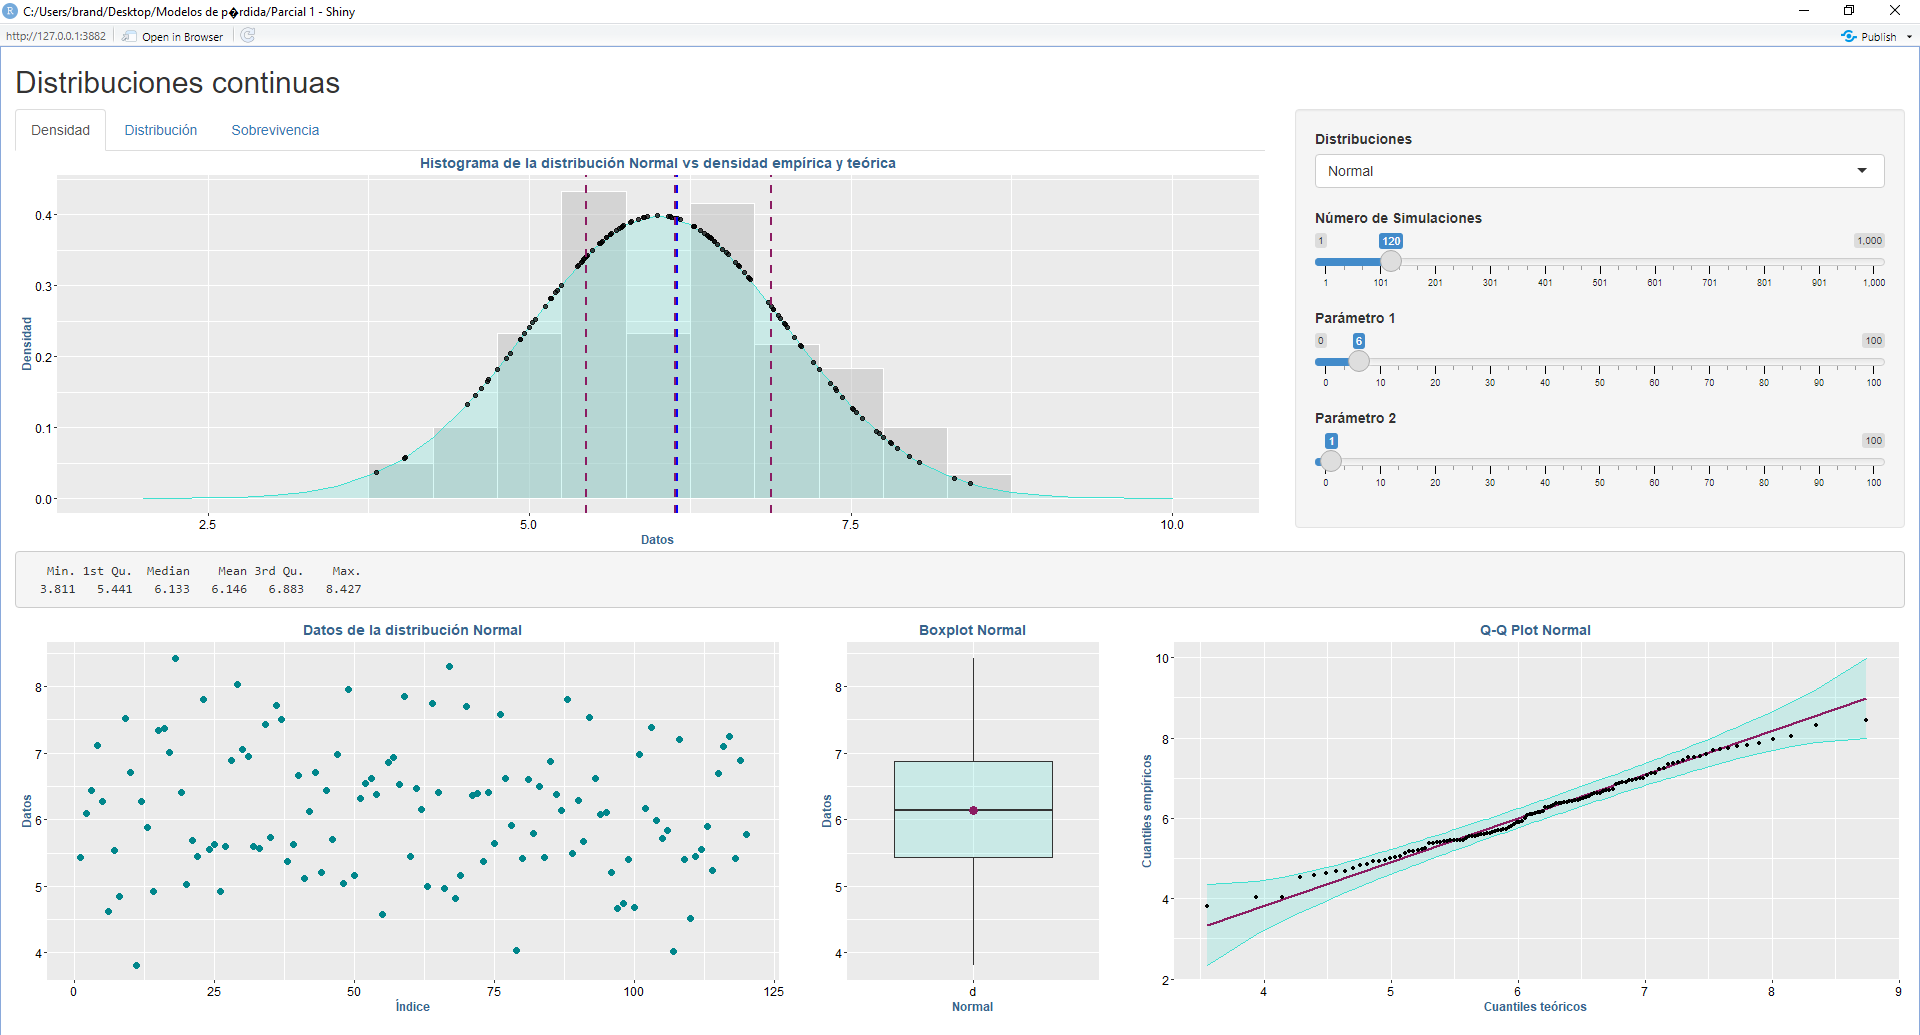 C:/Users/brand/Desktop/Modelos de p�rdida/Parcial 1 - Shiny
http://127.0.0.1:3882 Open in Browser Publish
Distribuciones continuas
Densidad Distribución Sobrevivencia
Histograma de la distribución Normal vs densidad empírica y teórica
Densidad
0.4
0.3
0.2
0.1
0.0
2.5 5.0 7.5 10.0
Datos
Distribuciones
Normal
Número de Simulaciones
1 120 1,000
1 101 201 301 401 501 601 701 801 901 1,000
Parámetro 1
0 6 100
0 10 20 30 40 50 60 70 80 90 100
Parámetro 2
1 100
0 10 20 30 40 50 60 70 80 90 100
Min. 1st Qu. Median Mean 3rd Qu. Max.
3.811 5.441 6.133 6.146 6.883 8.427
Datos de la distribución Normal
Datos
8
7
6
5
4
0 25 50 75 100 125
Índice
Boxplot Normal
Datos
8
7
6
5
4
d
Normal
Q-Q Plot Normal
Cuantiles empíricos
10
8
6
4
2
4 5 6 7 8 9
Cuantiles teóricos